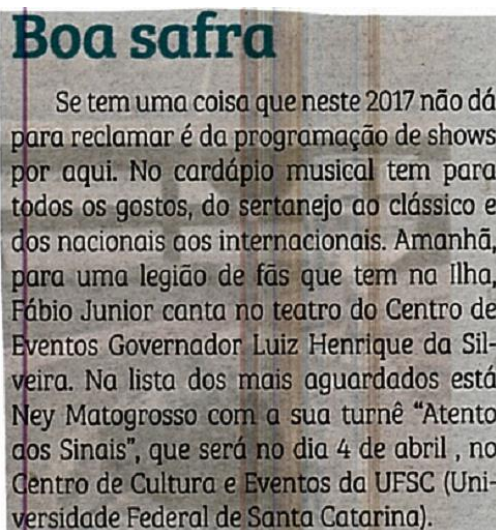 Boa safra
Se tem uma coisa que neste 2017 não dá
para reclamar é da programação de shows
por aqui. No cardápio musical tem para
todos os gostos, do sertanejo ao clássico e
dos nacionais aos internacionais. Amanhã,
para uma legião de fãs que tem na Ilha,
Fábio Junior canta no teatro do Centro de
Eventos Governador Luiz Henrique da Sil-
veira. Na lista dos mais aguardados está
Ney Matogrosso com a sua turnê “Atento
aos Sinais”, que será no dia 4 de abril , no
Centro de Cultura e Eventos da UFSC (Uni-
versidade Federal de Santa Catarina)